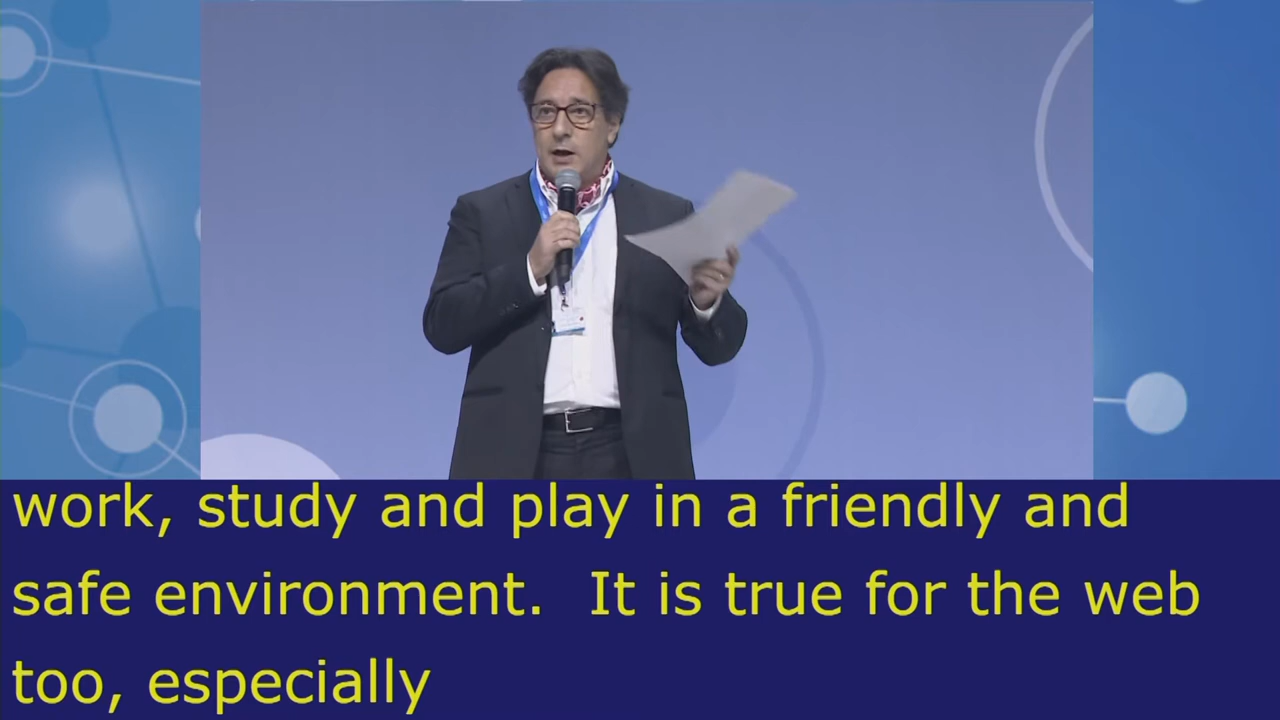 work, study and play in a friendly and
safe environment.  It is true for the web
too, especially